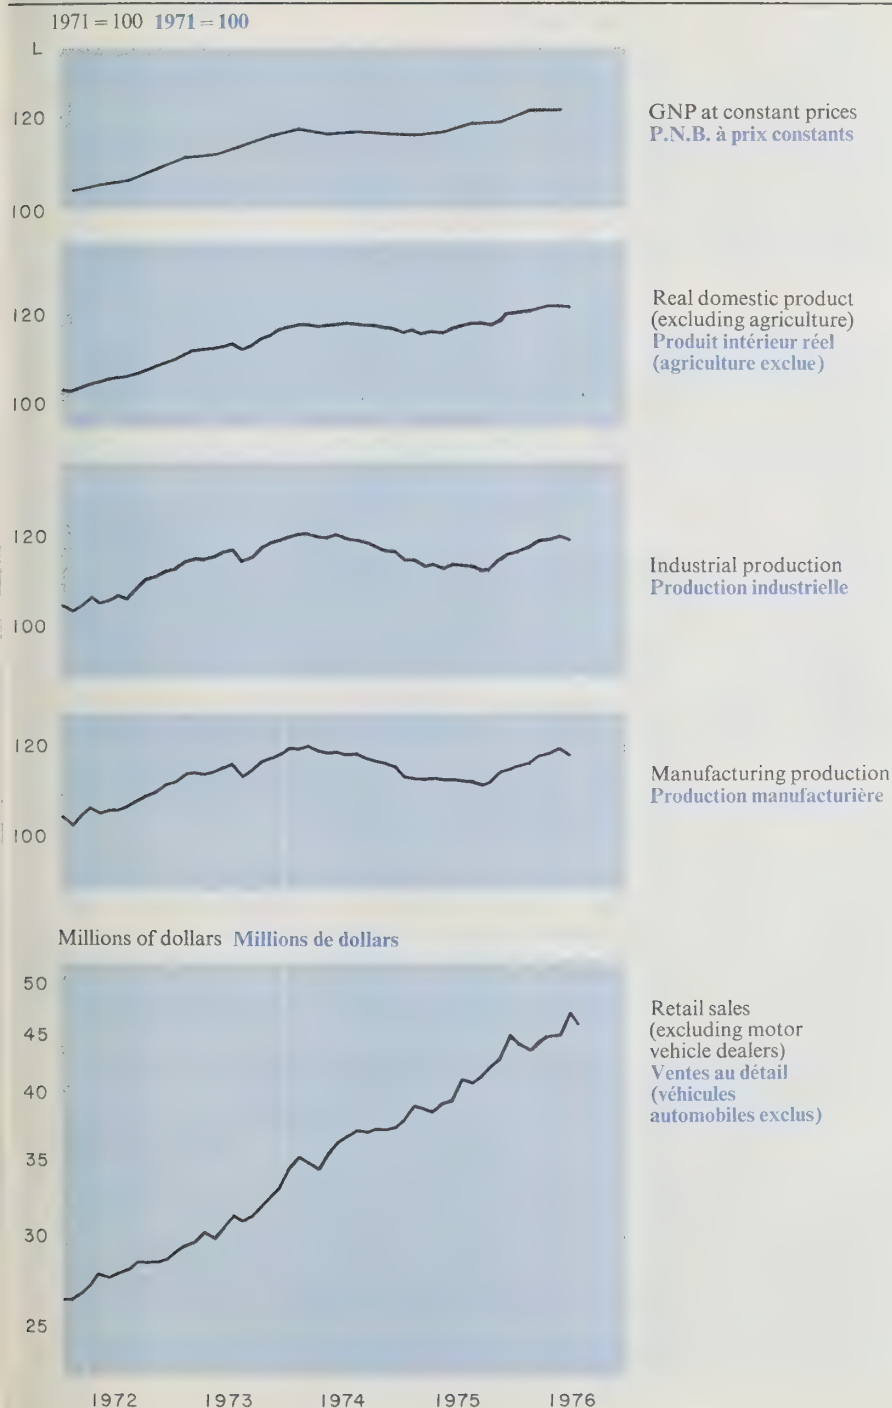 1971 = 100 1971 = 100
L
120
100
GNP at constant prices
P.N.B. à prix constants
120
100
Real domestic product
(excluding agriculture)
Produit intérieur réel
(agriculture exclue)
120
100
Industrial production
Production industrielle
120
100
Manufacturing production
Production manufacturière
Millions of dollars Millions de dollars
50
45
40
35
30
25
Retail sales
(excluding motor
vehicle dealers)
Ventes au détail
(véhicules
automobiles exclus)
1972 1973 1974 1975 1976